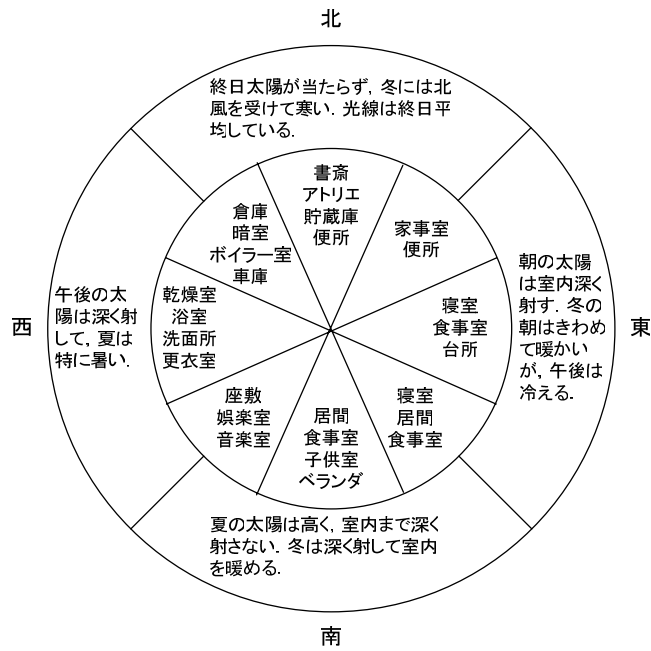 北
終日太陽が当たらず，冬には北
風を受けて寒い．光線は終日平
均している．
書斎
アトリエ
貯蔵庫
便所
倉庫
暗室
ボイラー室
車庫
家事室
便所
西
午後の太
陽は深く射
して，夏は
特に暑い．
乾燥室
浴室
洗面所
更衣室
寝室
食事室
台所
朝の太陽
は室内深く
射す．冬の
朝はきわめ
て暖かい
が，午後は
冷える．
東
座敷
娯楽室
音楽室
居間
食事室
子供室
ベランダ
寝室
居間
食事室
夏の太陽は高く，室内まで深く
射さない．冬は深く射して室内
を暖める．
南